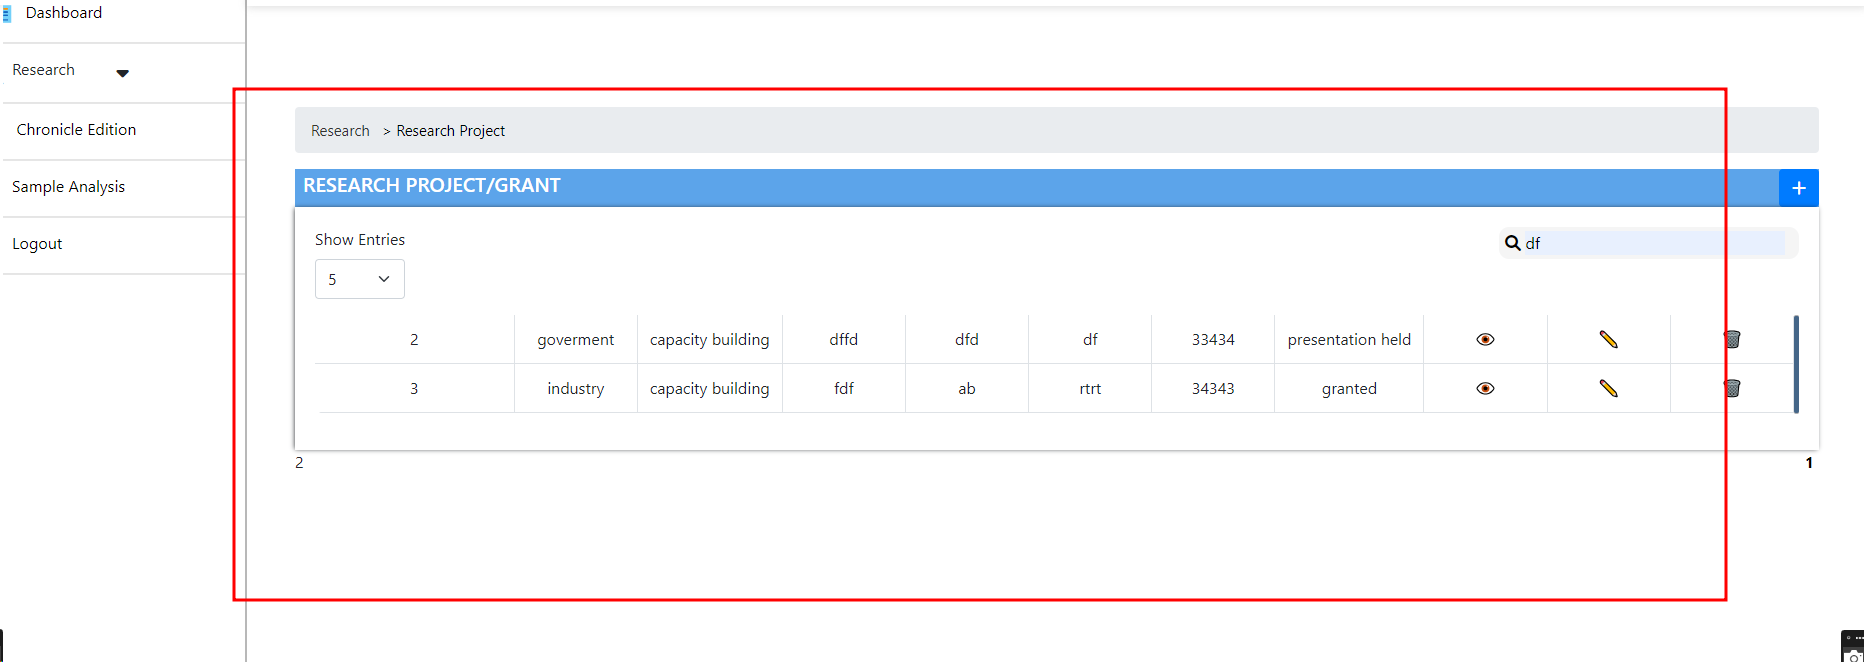 Dashboard
Research
Chronicle Edition
Sample Analysis
Logout
Research > Research Project
RESEARCH PROJECT/GRANT
+
Show Entries
5
df
2 goverment capacity building dffd dfd df 33434 presentation held
3 industry capacity building fdf ab rtrt 34343 granted
2 1